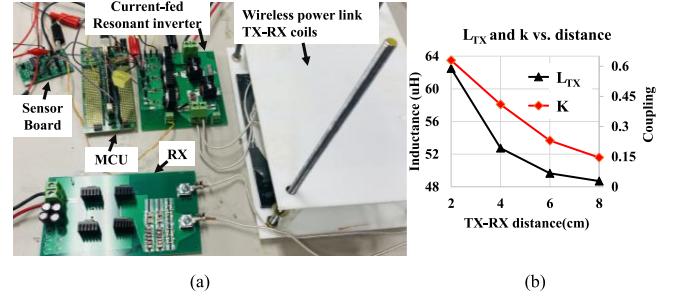 Current-fed
Resonant inverter
Wireless power link
TX-RX coils
Sensor
Board
MCU
RX
(a)
L_TX and k vs. distance
Inductance (uH)
64
60
56
52
48
L_TX
K
0.6
0.45
0.3
0.15
0
Coupling
2 4 6 8
TX-RX distance(cm)
(b)